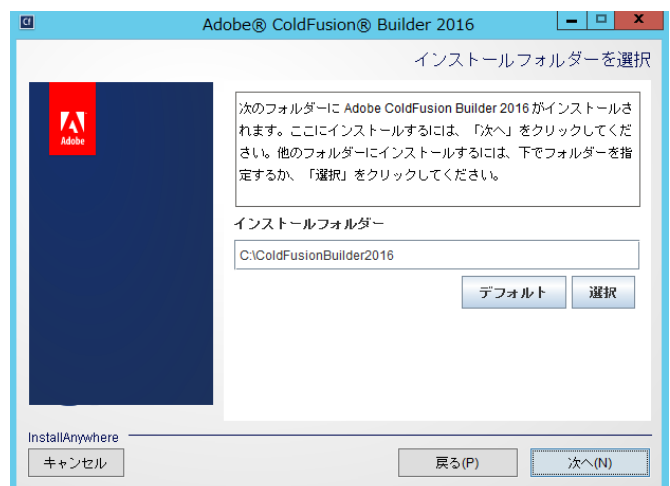 Cf
Adobe® ColdFusion® Builder 2016
インストールフォルダーを選択
Adobe
次のフォルダーに Adobe ColdFusion Builder 2016 がインストールさ
れます。ここにインストールするには、「次へ」をクリックしてくだ
さい。他のフォルダーにインストールするには、下でフォルダーを指
定するか、「選択」をクリックしてください。
インストールフォルダー
C:\ColdFusionBuilder2016
デフォルト 選択
InstallAnywhere
キャンセル 戻る(P) 次へ(N)